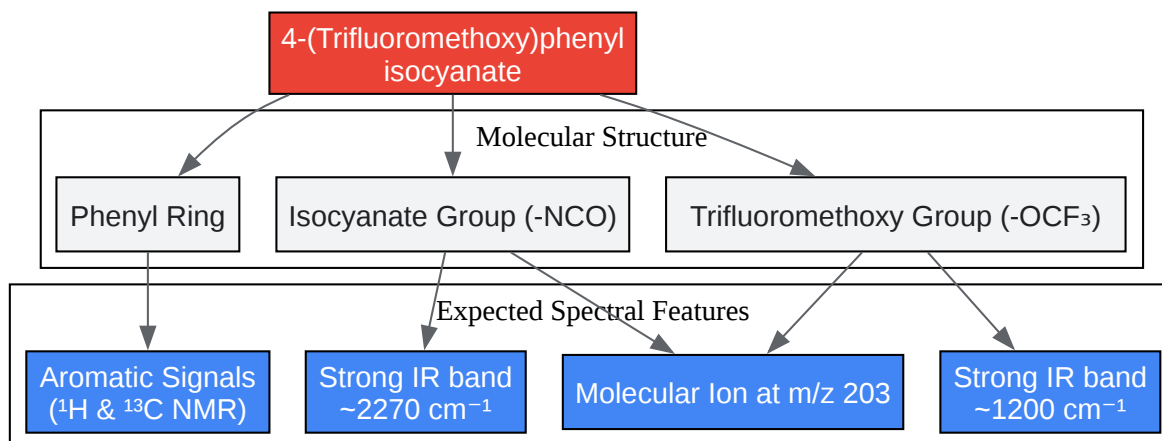 4-(Trifluoromethoxy)phenyl
isocyanate
Molecular Structure
Phenyl Ring
Isocyanate Group (-NCO)
Trifluoromethoxy Group (-OCF₃)
Expected Spectral Features
Aromatic Signals
(¹H & ¹³C NMR)
Strong IR band
~2270 cm⁻¹
Molecular Ion at m/z 203
Strong IR band
~1200 cm⁻¹